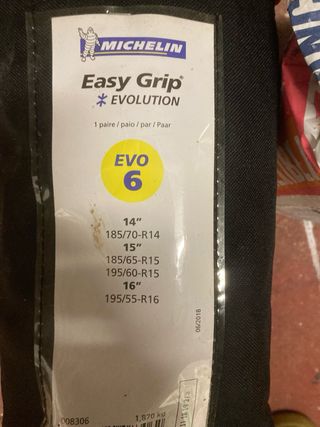 MICHELIN
Easy Grip®
EVOLUTION
1 paire / paio / par / Paar
EVO
6
14"
185/70-R14
15"
185/65-R15
195/60-R15
16"
195/55-R16
06/2018
008306
1,870 kg